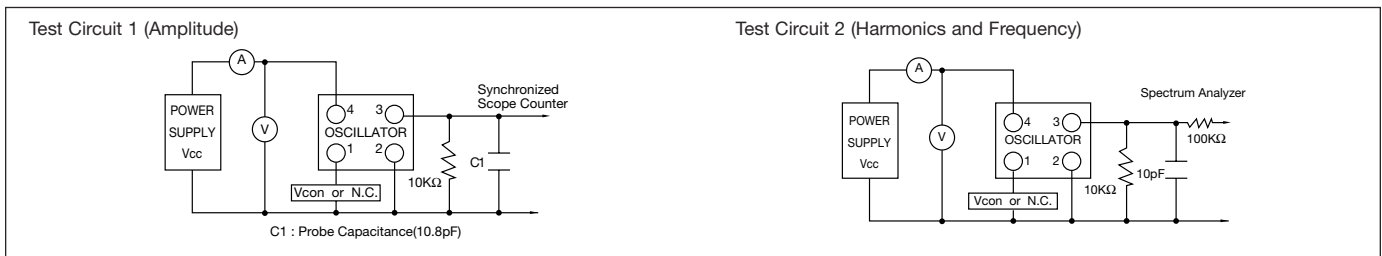 Test Circuit 1 (Amplitude)
A
POWER
SUPPLY
Vcc
V
4 3
OSCILLATOR
1 2
Vcon or N.C.
10KΩ
C1
Synchronized
Scope Counter
C1 : Probe Capacitance(10.8pF)
Test Circuit 2 (Harmonics and Frequency)
A
POWER
SUPPLY
Vcc
V
4 3
OSCILLATOR
1 2
Vcon or N.C.
10KΩ
10pF
Spectrum Analyzer
100KΩ